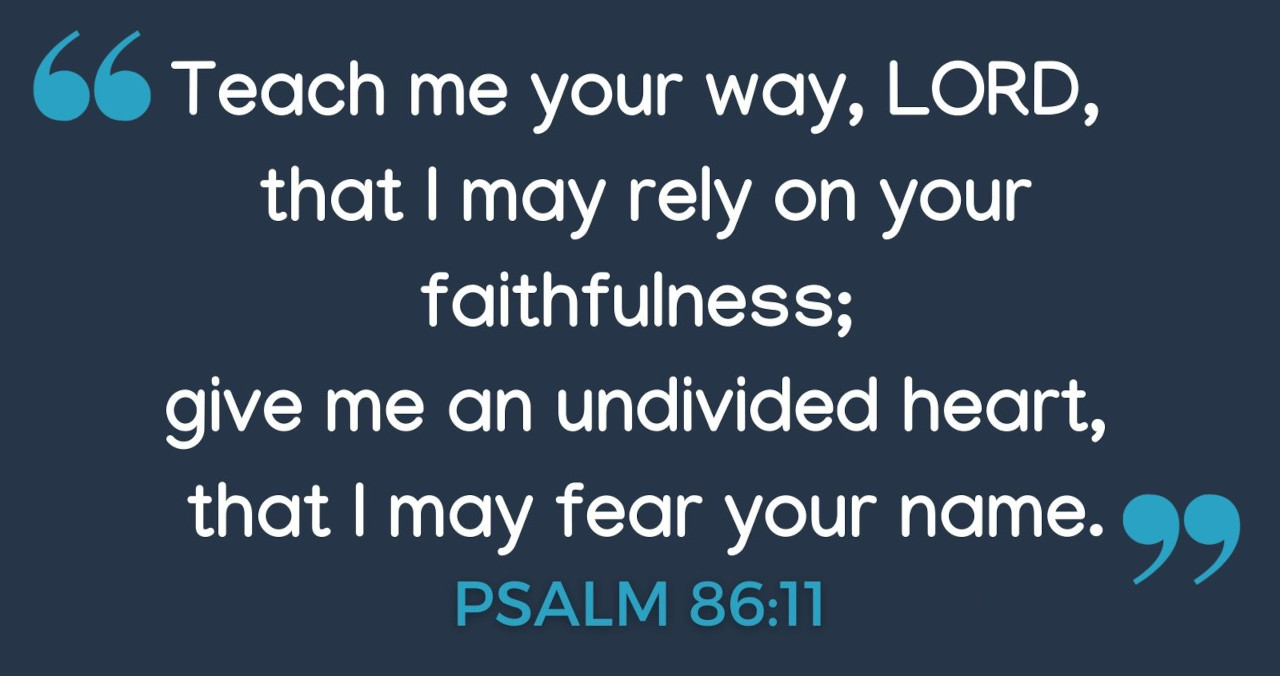 “Teach me your way, LORD,
that I may rely on your
faithfulness;
give me an undivided heart,
that I may fear your name.”
PSALM 86:11